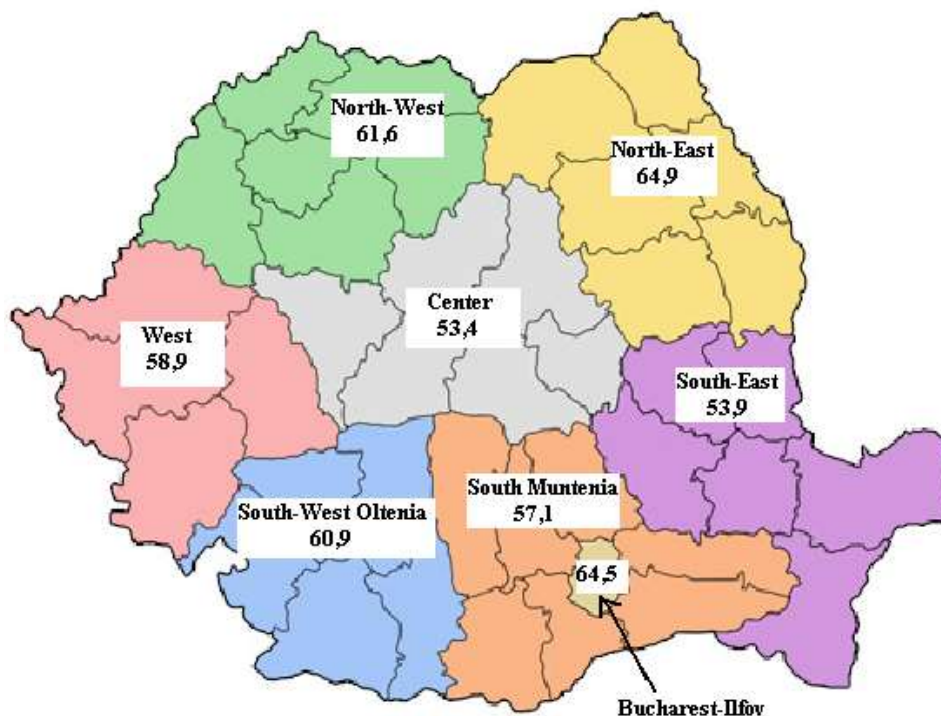 North-West
61,6
North-East
64,9
Center
53,4
West
58,9
South-East
53,9
South Muntenia
57,1
South-West Oltenia
60,9
64,5
Bucharest-Ilfov